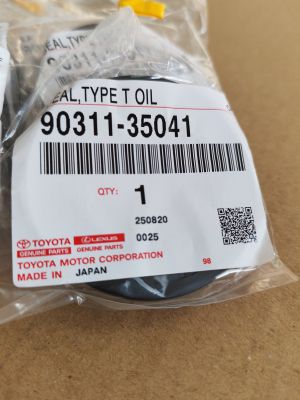 SEAL,TYPE T OIL
90311-35041
QTY: 1
250820
0025
TOYOTA LEXUS
GENUINE PARTS GENUINE PARTS
TOYOTA MOTOR CORPORATION
MADE IN JAPAN 98